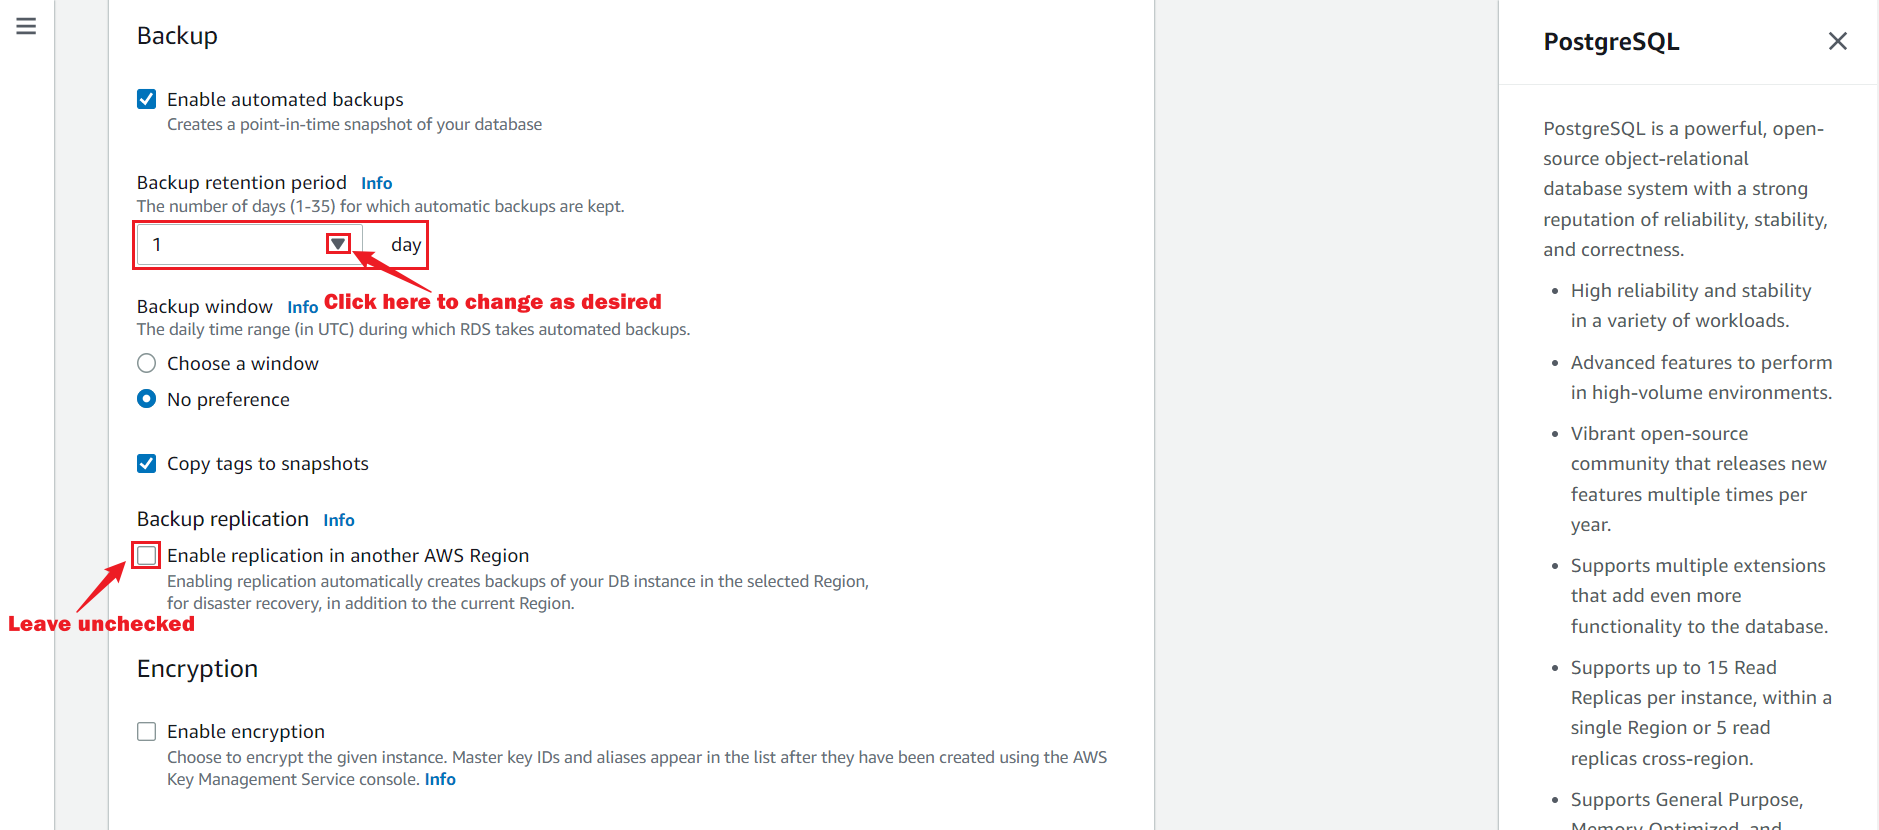 Backup
Enable automated backups
Creates a point-in-time snapshot of your database
Backup retention period Info
The number of days (1-35) for which automatic backups are kept.
1 day
Click here to change as desired
Backup window Info
The daily time range (in UTC) during which RDS takes automated backups.
Choose a window
No preference
Copy tags to snapshots
Backup replication Info
Enable replication in another AWS Region
Enabling replication automatically creates backups of your DB instance in the selected Region,
for disaster recovery, in addition to the current Region.
Leave unchecked
Encryption
Enable encryption
Choose to encrypt the given instance. Master key IDs and aliases appear in the list after they have been created using the AWS
Key Management Service console. Info
PostgreSQL
PostgreSQL is a powerful, open-
source object-relational
database system with a strong
reputation of reliability, stability,
and correctness.
• High reliability and stability
in a variety of workloads.
• Advanced features to perform
in high-volume environments.
• Vibrant open-source
community that releases new
features multiple times per
year.
• Supports multiple extensions
that add even more
functionality to the database.
• Supports up to 15 Read
Replicas per instance, within a
single Region or 5 read
replicas cross-region.
• Supports General Purpose,
Memory Optimized, and